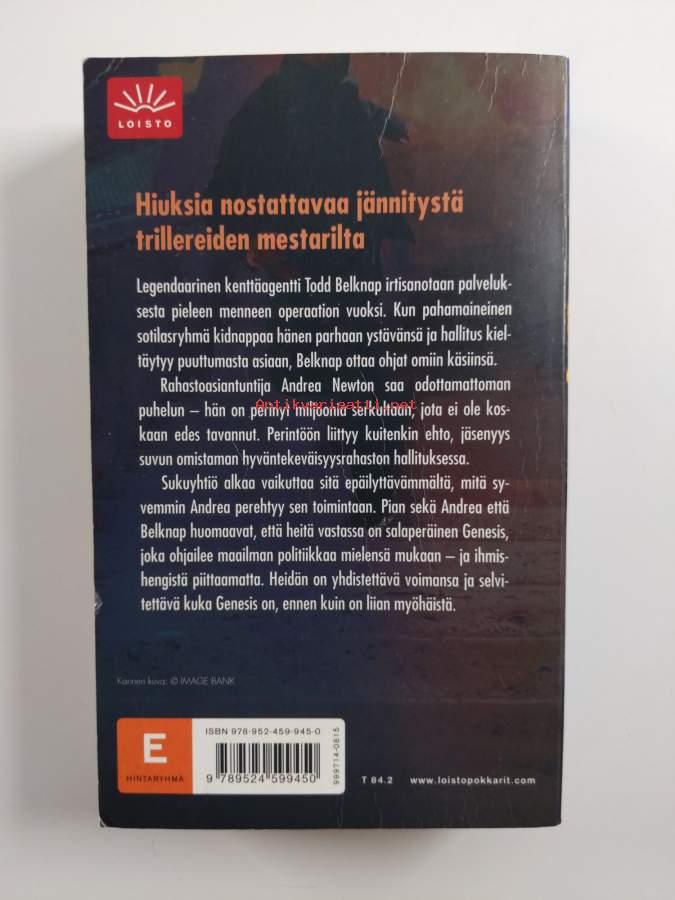 LOISTO
Hiuksia nostattavaa jännitystä
trillereiden mestarilta
Legendaarinen kenttäagentti Todd Belknap irtisanotaan palveluk-
sesta pieleen menneen operaation vuoksi. Kun pahamaineinen
sotilasryhmä kidnappaa hänen parhaan ystävänsä ja hallitus kiel-
täytyy puuttumasta asiaan, Belknap ottaa ohjat omiin käsiinsä.
Rahastoasiantuntija Andrea Newton saa odottamattoman
puhelun – hän on perinyt miljoonia serkultaan, jota ei ole kos-
Antikvariaatit.net
kaan edes tavannut. Perintöön liittyy kuitenkin ehto, jäsenyys
suvun omistaman hyväntekeväisyysrahaston hallituksessa.
Sukuyhtiö alkaa vaikuttaa sitä epäilyttävämmältä, mitä sy-
vemmin Andrea perehtyy sen toimintaan. Pian sekä Andrea että
Belknap huomaavat, että heitä vastassa on salaperäinen Genesis,
joka ohjailee maailman politiikkaa mielensä mukaan – ja ihmis-
hengistä piittaamatta. Heidän on yhdistettävä voimansa ja selvi-
tettävä kuka Genesis on, ennen kuin on liian myöhäistä.
Kannen kuva: © IMAGE BANK
E
HINTARYHMÄ
ISBN 978-952-459-945-0
9 789524 599450
999714-0815
T 84.2
www.loistopokkarit.com